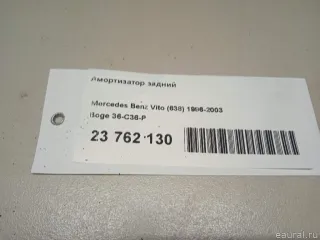 Амортизатор задний
Mercedes Benz Vito (638) 1996-2003
Boge 36-C36-P
23 762 130
eaural.ru